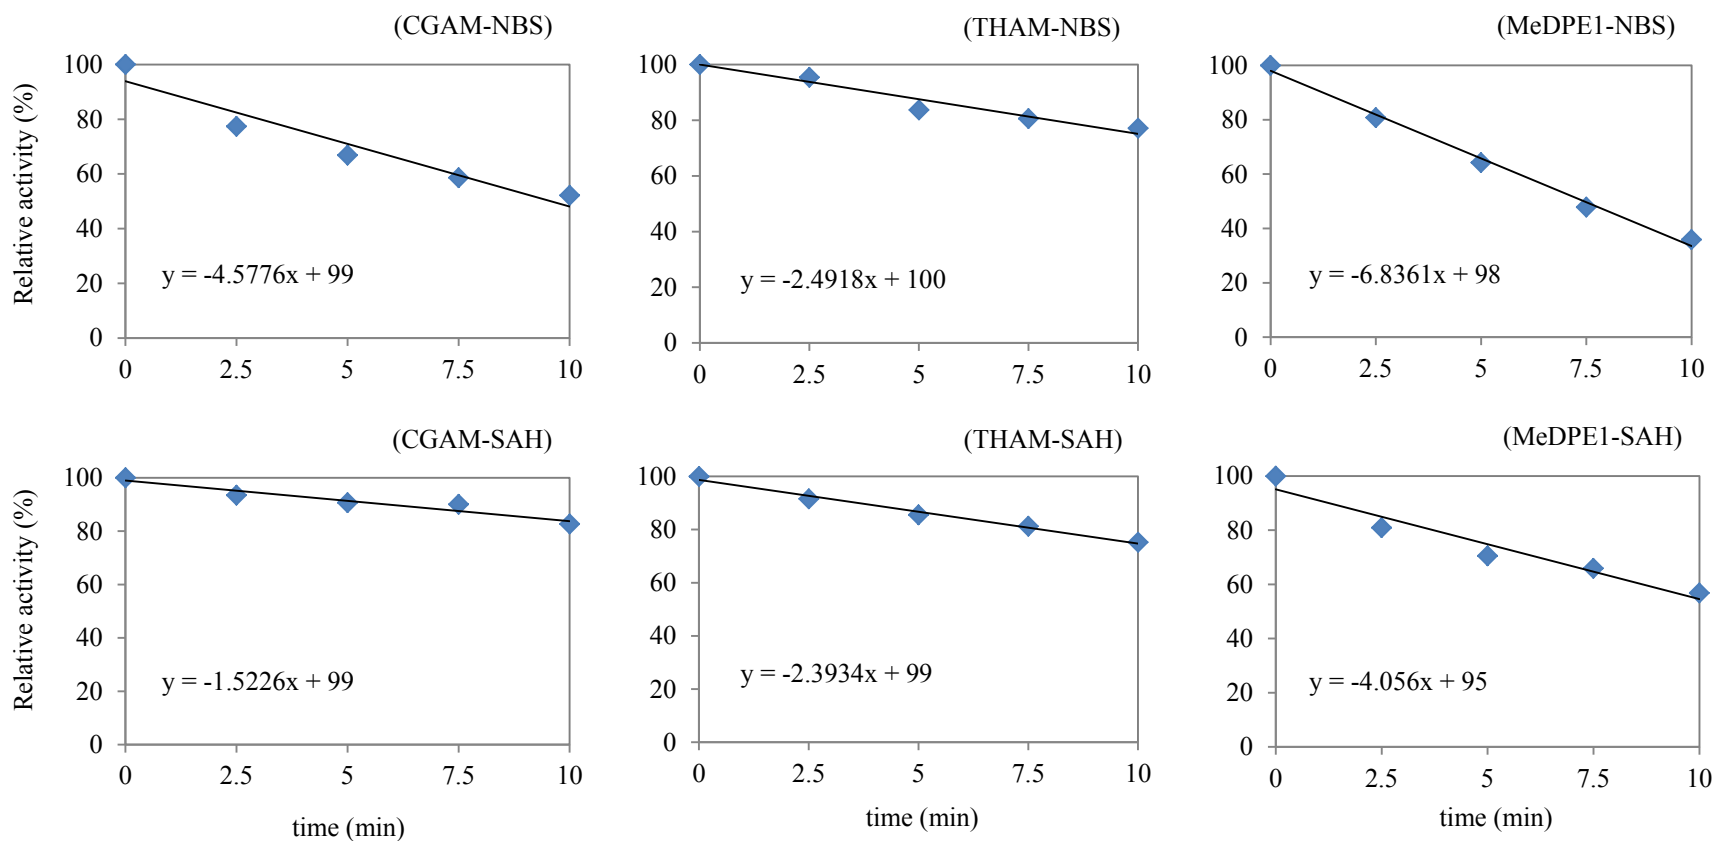 (CGAM-NBS)
Relative activity (%)
100
80
60
40
20
0
y = -4.5776x + 99
0 2.5 5 7.5 10
(THAM-NBS)
100
80
60
40
20
0
y = -2.4918x + 100
0 2.5 5 7.5 10
(MeDPE1-NBS)
100
80
60
40
20
0
y = -6.8361x + 98
0 2.5 5 7.5 10
(CGAM-SAH)
Relative activity (%)
100
80
60
40
20
0
y = -1.5226x + 99
0 2.5 5 7.5 10
time (min)
(THAM-SAH)
100
80
60
40
20
0
y = -2.3934x + 99
0 2.5 5 7.5 10
time (min)
(MeDPE1-SAH)
100
80
60
40
20
0
y = -4.056x + 95
0 2.5 5 7.5 10
time (min)